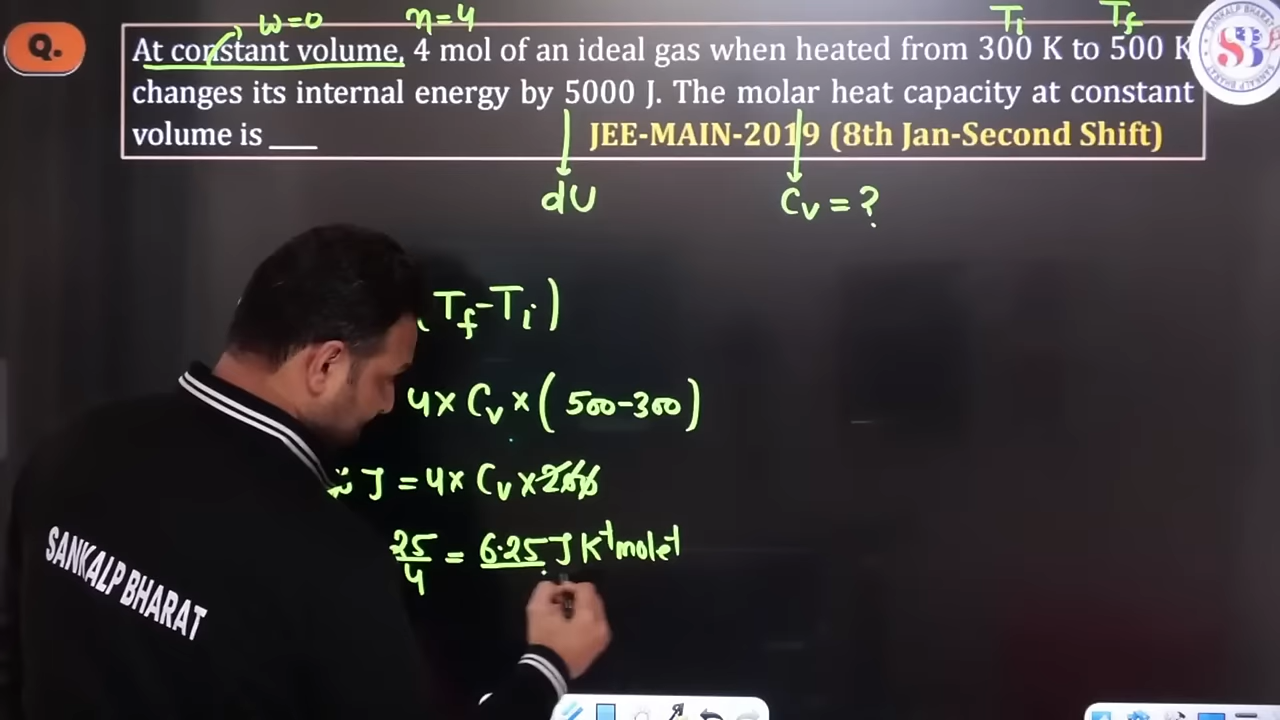 Q.
w=0 n=4 Ti Tf
At constant volume, 4 mol of an ideal gas when heated from 300 K to 500 K
changes its internal energy by 5000 J. The molar heat capacity at constant
volume is ___ JEE-MAIN-2019 (8th Jan-Second Shift)
dU Cv = ?
Tf-Ti)
4× Cv × (500-300)
J = 4× Cv × 200
25/4 = 6.25 J K⁻¹ mole⁻¹
SANKALP BHARAT
SB